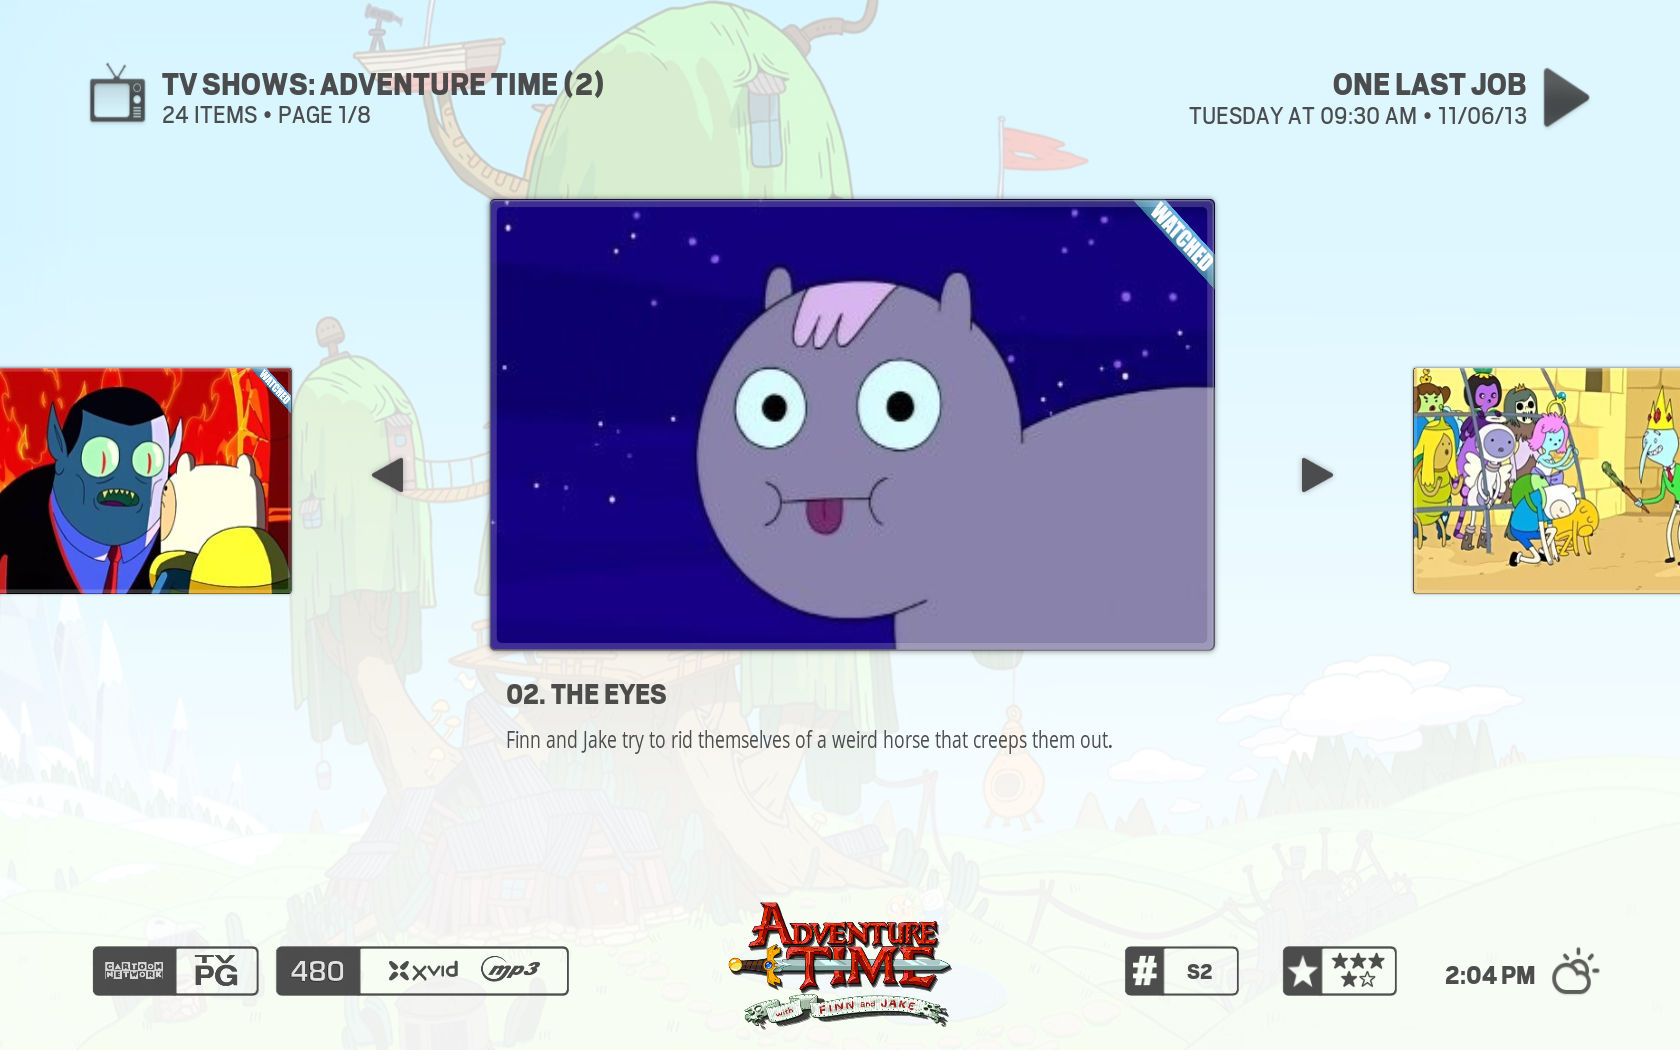 TV SHOWS: ADVENTURE TIME (2)
24 ITEMS • PAGE 1/8
ONE LAST JOB
TUESDAY AT 09:30 AM • 11/06/13
WATCHED
WATCHED
02. THE EYES
Finn and Jake try to rid themselves of a weird horse that creeps them out.
CARTOON NETWORK
TV
PG
480
xvid
mp3
ADVENTURE
TIME
with FINN and JAKE
#
S2
2:04 PM